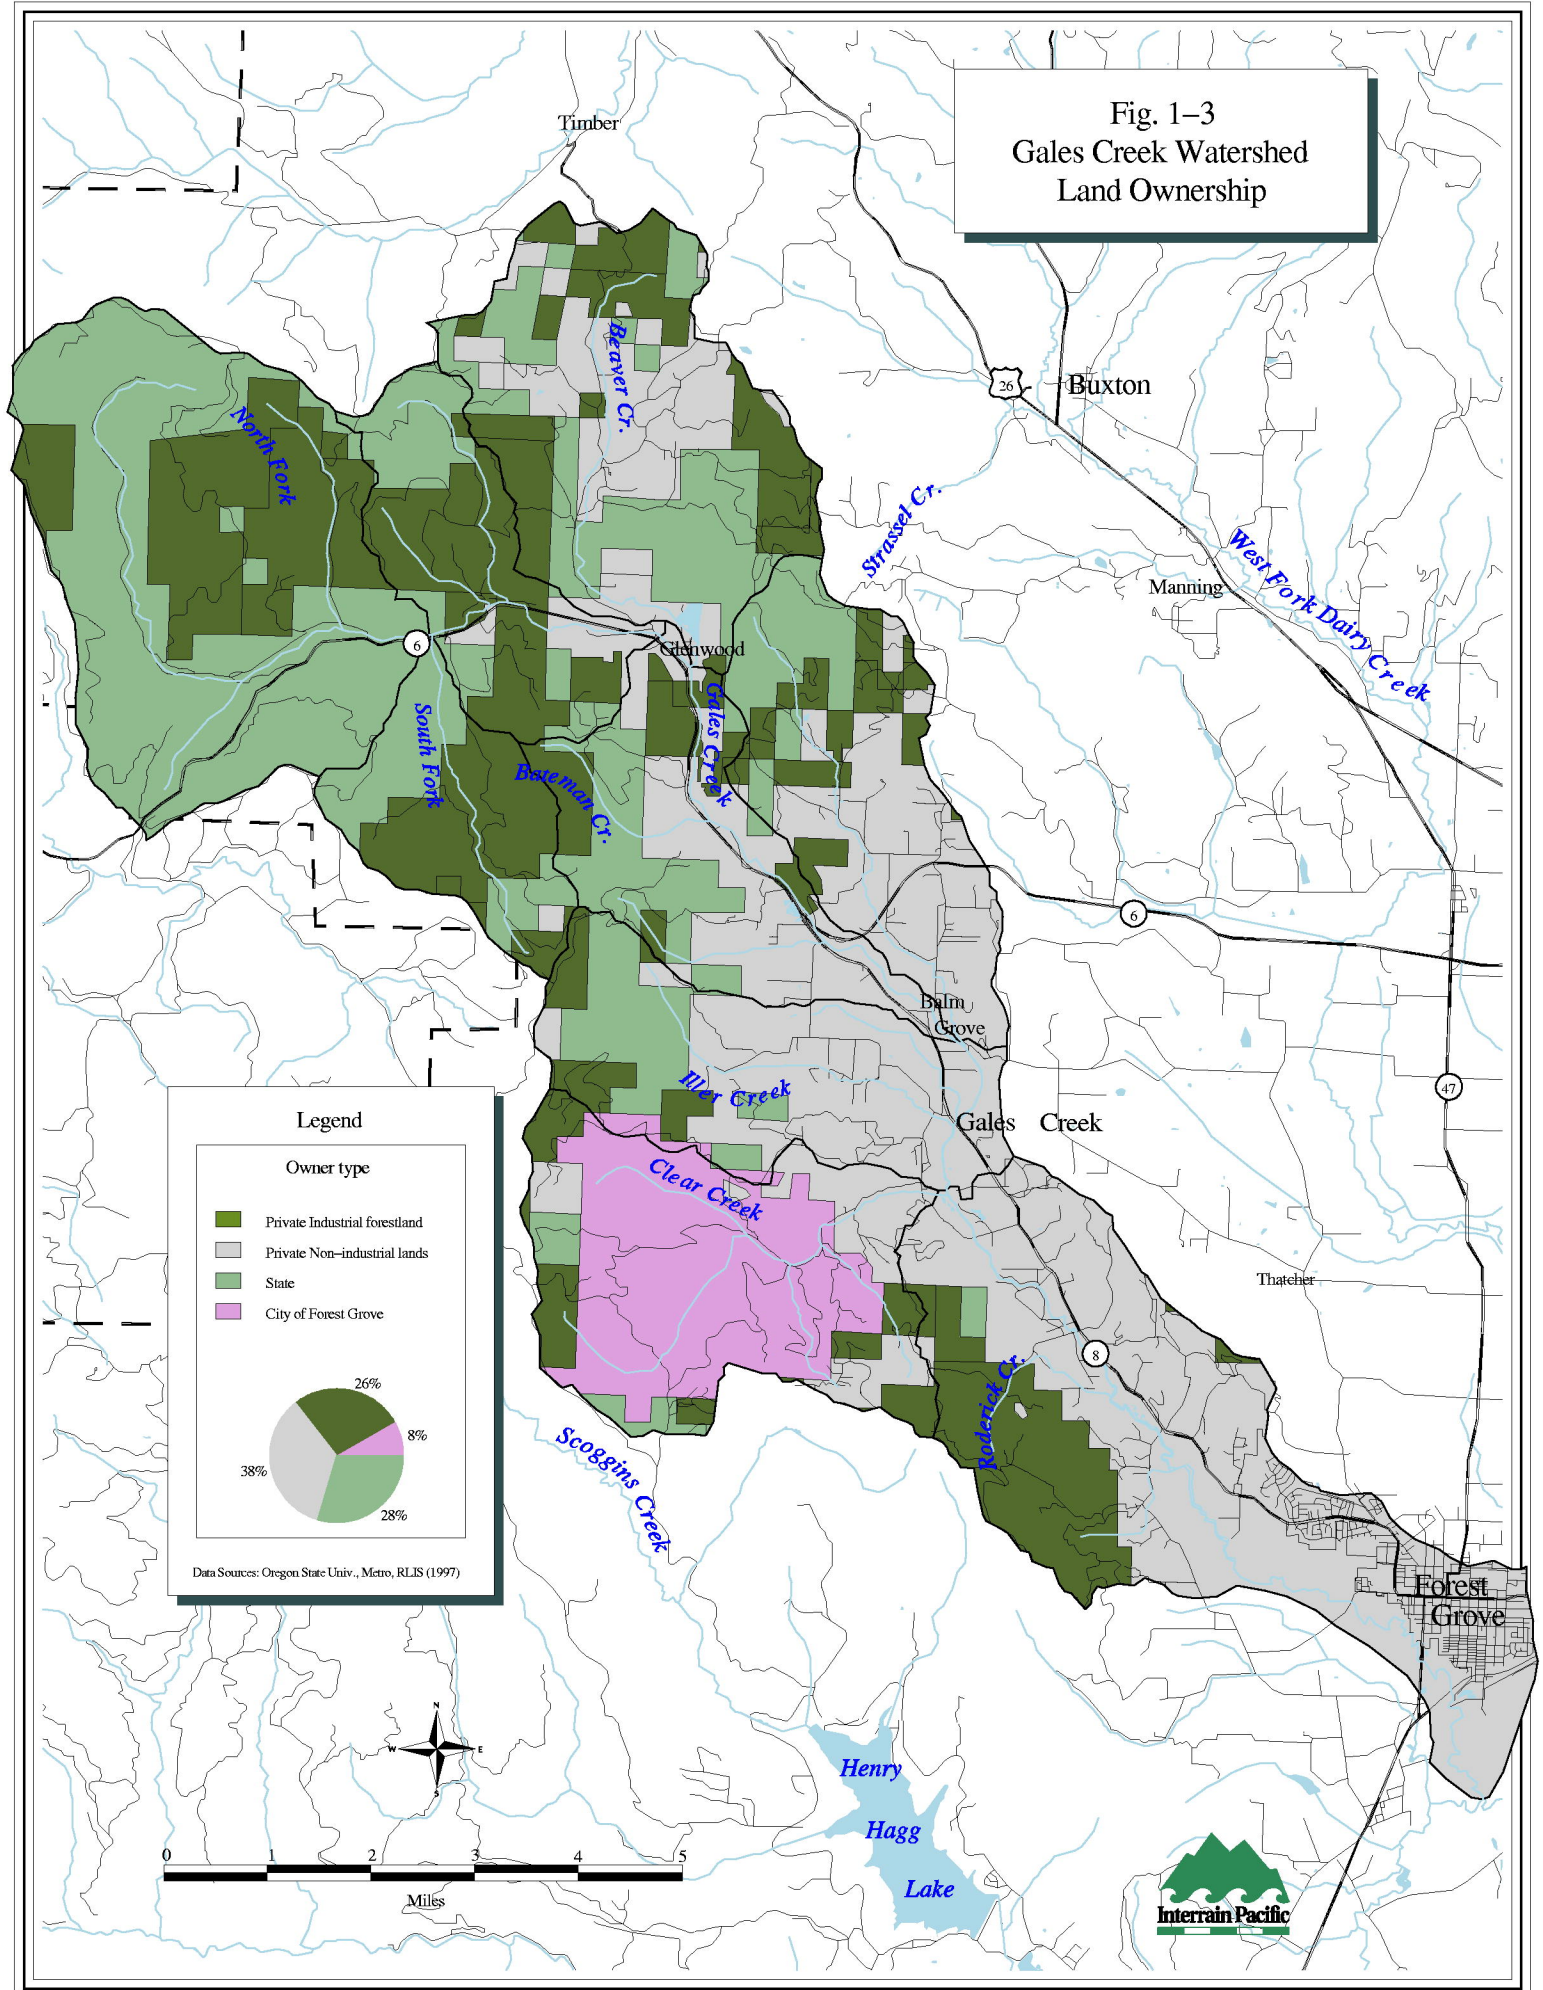 Fig. 1–3
Gales Creek Watershed
Land Ownership
Timber
Beaver Cr.
North Fork
26
Buxton
Strassel Cr.
West Fork Dairy Creek
Manning
6
Glenwood
Gales Creek
South Fork
Bateman Cr.
6
Balm
Grove
47
Iller Creek
Gales Creek
Clear Creek
Thatcher
8
Roderick Cr.
Scoggins Creek
Forest
Grove
Legend
Owner type
Private Industrial forestland
Private Non–industrial lands
State
City of Forest Grove
26%
8%
38%
28%
Data Sources: Oregon State Univ., Metro, RLIS (1997)
N
W
E
S
0 1 2 3 4 5
Miles
Henry
Hagg
Lake
Interrain Pacific